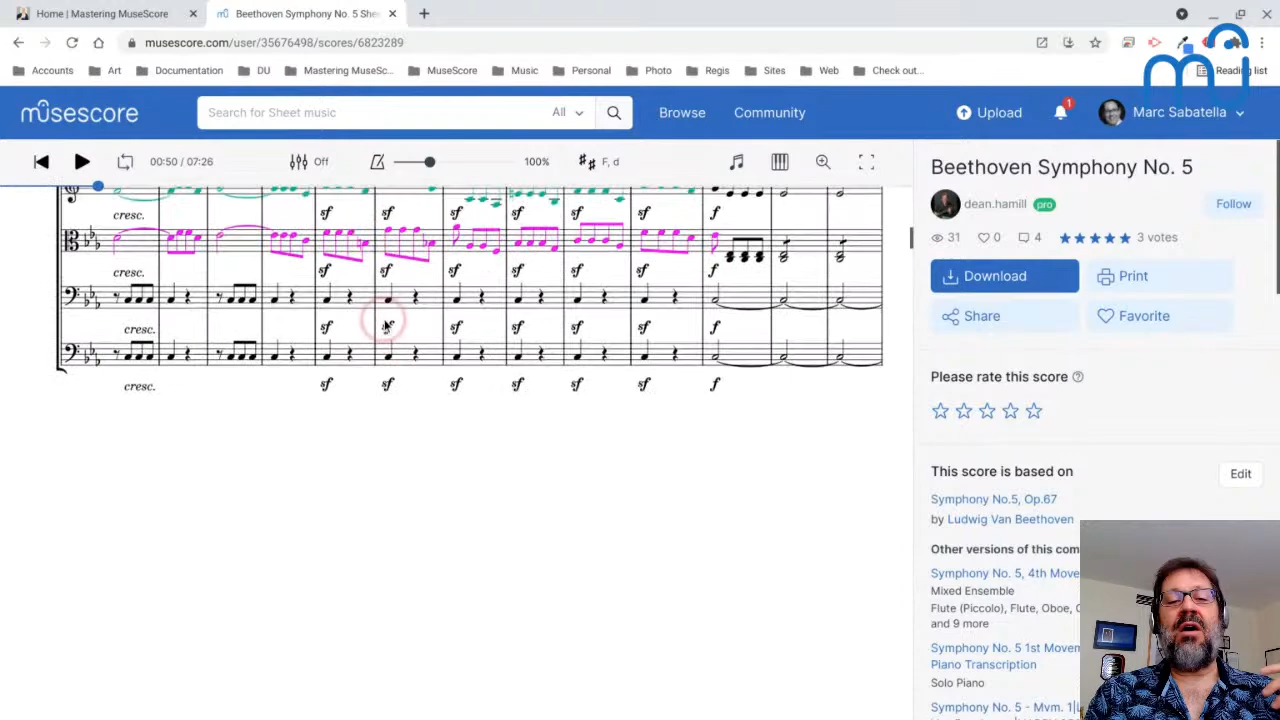 Home | Mastering MuseScore
Beethoven Symphony No. 5 Shee
musescore.com/user/35676498/scores/6823289
Accounts Art Documentation DU Mastering MuseSc... MuseScore Music Personal Photo Regis Sites Web Check out... Reading list
musescore Search for Sheet music All Browse Community Upload 1 Marc Sabatella
00:50 / 07:26 Off 100% F, d
Beethoven Symphony No. 5
dean.hamill pro Follow
31 0 4 3 votes
Download Print
Share Favorite
Please rate this score
This score is based on Edit
Symphony No.5, Op.67
by Ludwig Van Beethoven
Other versions of this com
Symphony No. 5, 4th Move
Mixed Ensemble
Flute (Piccolo), Flute, Oboe,
and 9 more
Symphony No. 5 1st Movem
Piano Transcription
Solo Piano
Symphony No. 5 - Mvm. 1
cresc. sf sf sf sf sf sf f
cresc. sf sf sf sf sf sf f
cresc. sf sf sf sf sf sf f
cresc. sf sf sf sf sf sf f